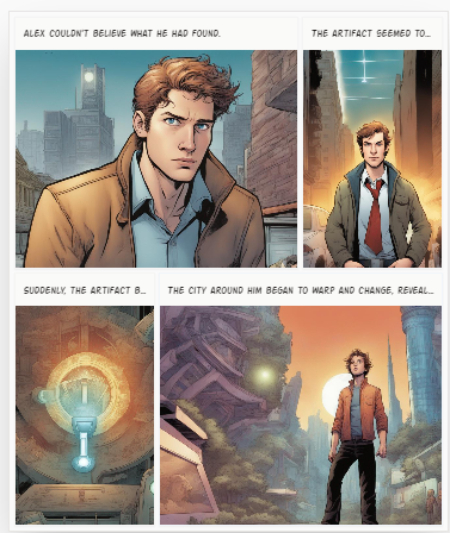 ALEX COULDN'T BELIEVE WHAT HE HAD FOUND.
THE ARTIFACT SEEMED TO...
SUDDENLY, THE ARTIFACT B...
THE CITY AROUND HIM BEGAN TO WARP AND CHANGE, REVEAL...